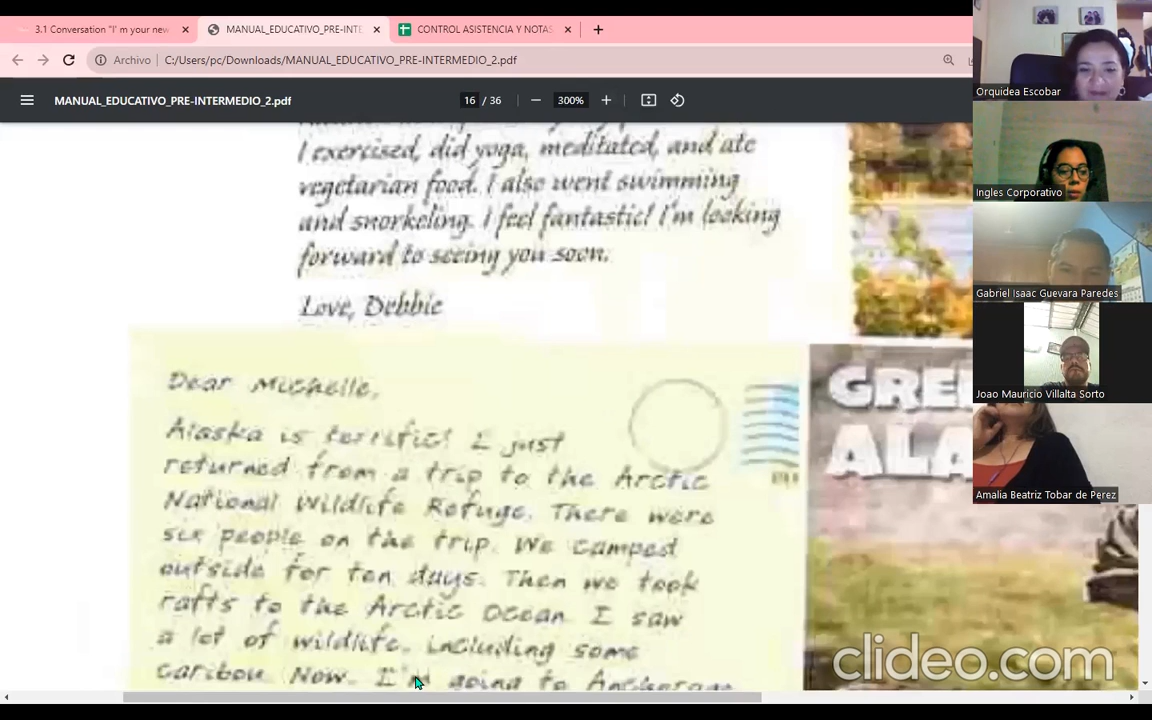 3.1 Conversation "I' m your new
MANUAL_EDUCATIVO_PRE-INTE
CONTROL ASISTENCIA Y NOTAS
Archivo
C:/Users/pc/Downloads/MANUAL_EDUCATIVO_PRE-INTERMEDIO_2.pdf
MANUAL_EDUCATIVO_PRE-INTERMEDIO_2.pdf
16 / 36
300%
I exercised, did yoga, meditated, and ate
vegetarian food. I also went swimming
and snorkeling. I feel fantastic! I'm looking
forward to seeing you soon.
Love, Debbie
Dear Michelle,
Alaska is terrific! I just
returned from a trip to the Arctic
National Wildlife Refuge. There were
six people on the trip. We camped
outside for ten days. Then we took
rafts to the Arctic Ocean I saw
a lot of wildlife, including some
caribou Now, I'm going to Anchorage
GRE
ALA
Orquidea Escobar
Ingles Corporativo
Gabriel Isaac Guevara Paredes
Joao Mauricio Villalta Sorto
Amalia Beatriz Tobar de Perez
clideo.com